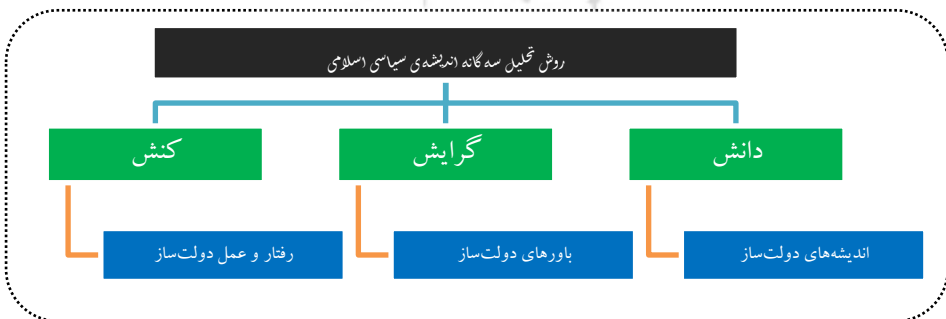 روش تحلیل سه گانه اندیشه‌ی سیاسی اسلامی
دانش
گرایش
کنش
اندیشه‌های دولت‌ساز
باورهای دولت‌ساز
رفتار و عمل دولت‌ساز